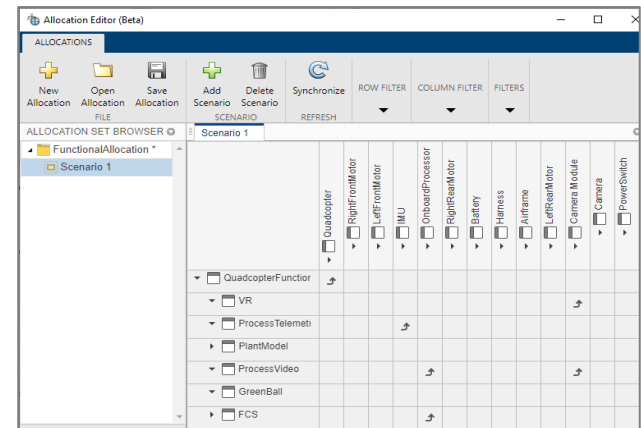 Allocation Editor (Beta)
ALLOCATIONS
New Allocation
Open Allocation
Save Allocation
Add Scenario
Delete Scenario
Synchronize
ROW FILTER
COLUMN FILTER
FILTERS
FILE
SCENARIO
REFRESH
ALLOCATION SET BROWSER
Scenario 1
FunctionalAllocation *
Scenario 1
Quadcopter
RightFrontMotor
LeftFrontMotor
IMU
OnboardProcessor
RightRearMotor
Battery
Harness
Airframe
LeftRearMotor
Camera Module
Camera
PowerSwitch
QuadcopterFunctior
VR
ProcessTelemetr
PlantModel
ProcessVideo
GreenBall
FCS